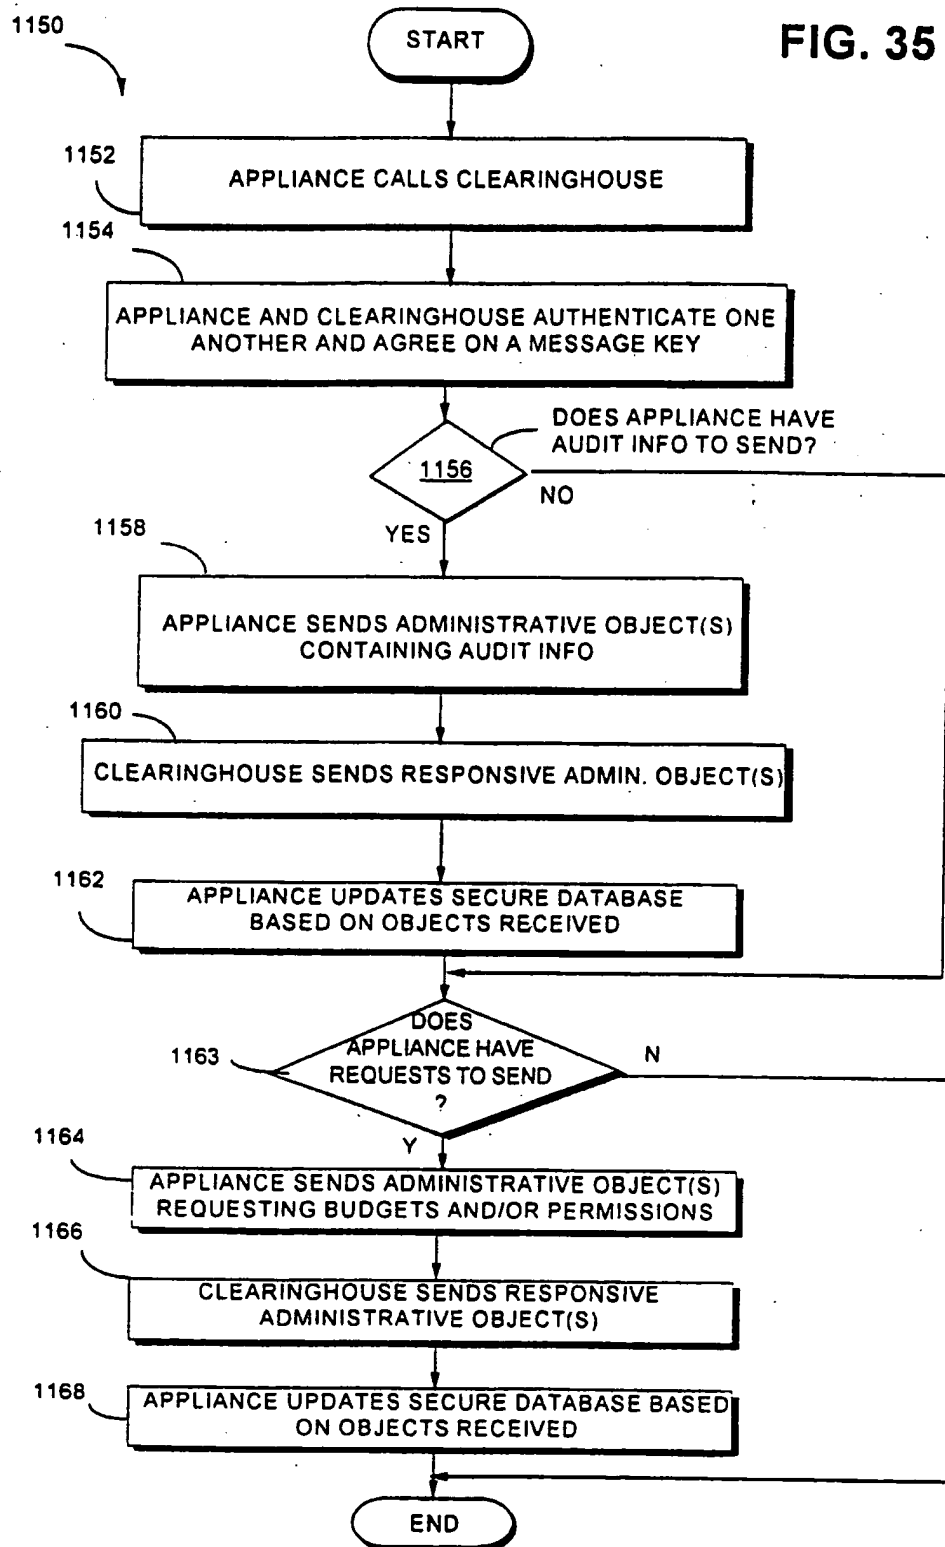 1150
START
FIG. 35
1152
APPLIANCE CALLS CLEARINGHOUSE
1154
APPLIANCE AND CLEARINGHOUSE AUTHENTICATE ONE
ANOTHER AND AGREE ON A MESSAGE KEY
DOES APPLIANCE HAVE
AUDIT INFO TO SEND?
1156
NO
YES
1158
APPLIANCE SENDS ADMINISTRATIVE OBJECT(S)
CONTAINING AUDIT INFO
1160
CLEARINGHOUSE SENDS RESPONSIVE ADMIN. OBJECT(S)
1162
APPLIANCE UPDATES SECURE DATABASE
BASED ON OBJECTS RECEIVED
1163
DOES
APPLIANCE HAVE
REQUESTS TO SEND
?
N
Y
1164
APPLIANCE SENDS ADMINISTRATIVE OBJECT(S)
REQUESTING BUDGETS AND/OR PERMISSIONS
1166
CLEARINGHOUSE SENDS RESPONSIVE
ADMINISTRATIVE OBJECT(S)
1168
APPLIANCE UPDATES SECURE DATABASE BASED
ON OBJECTS RECEIVED
END